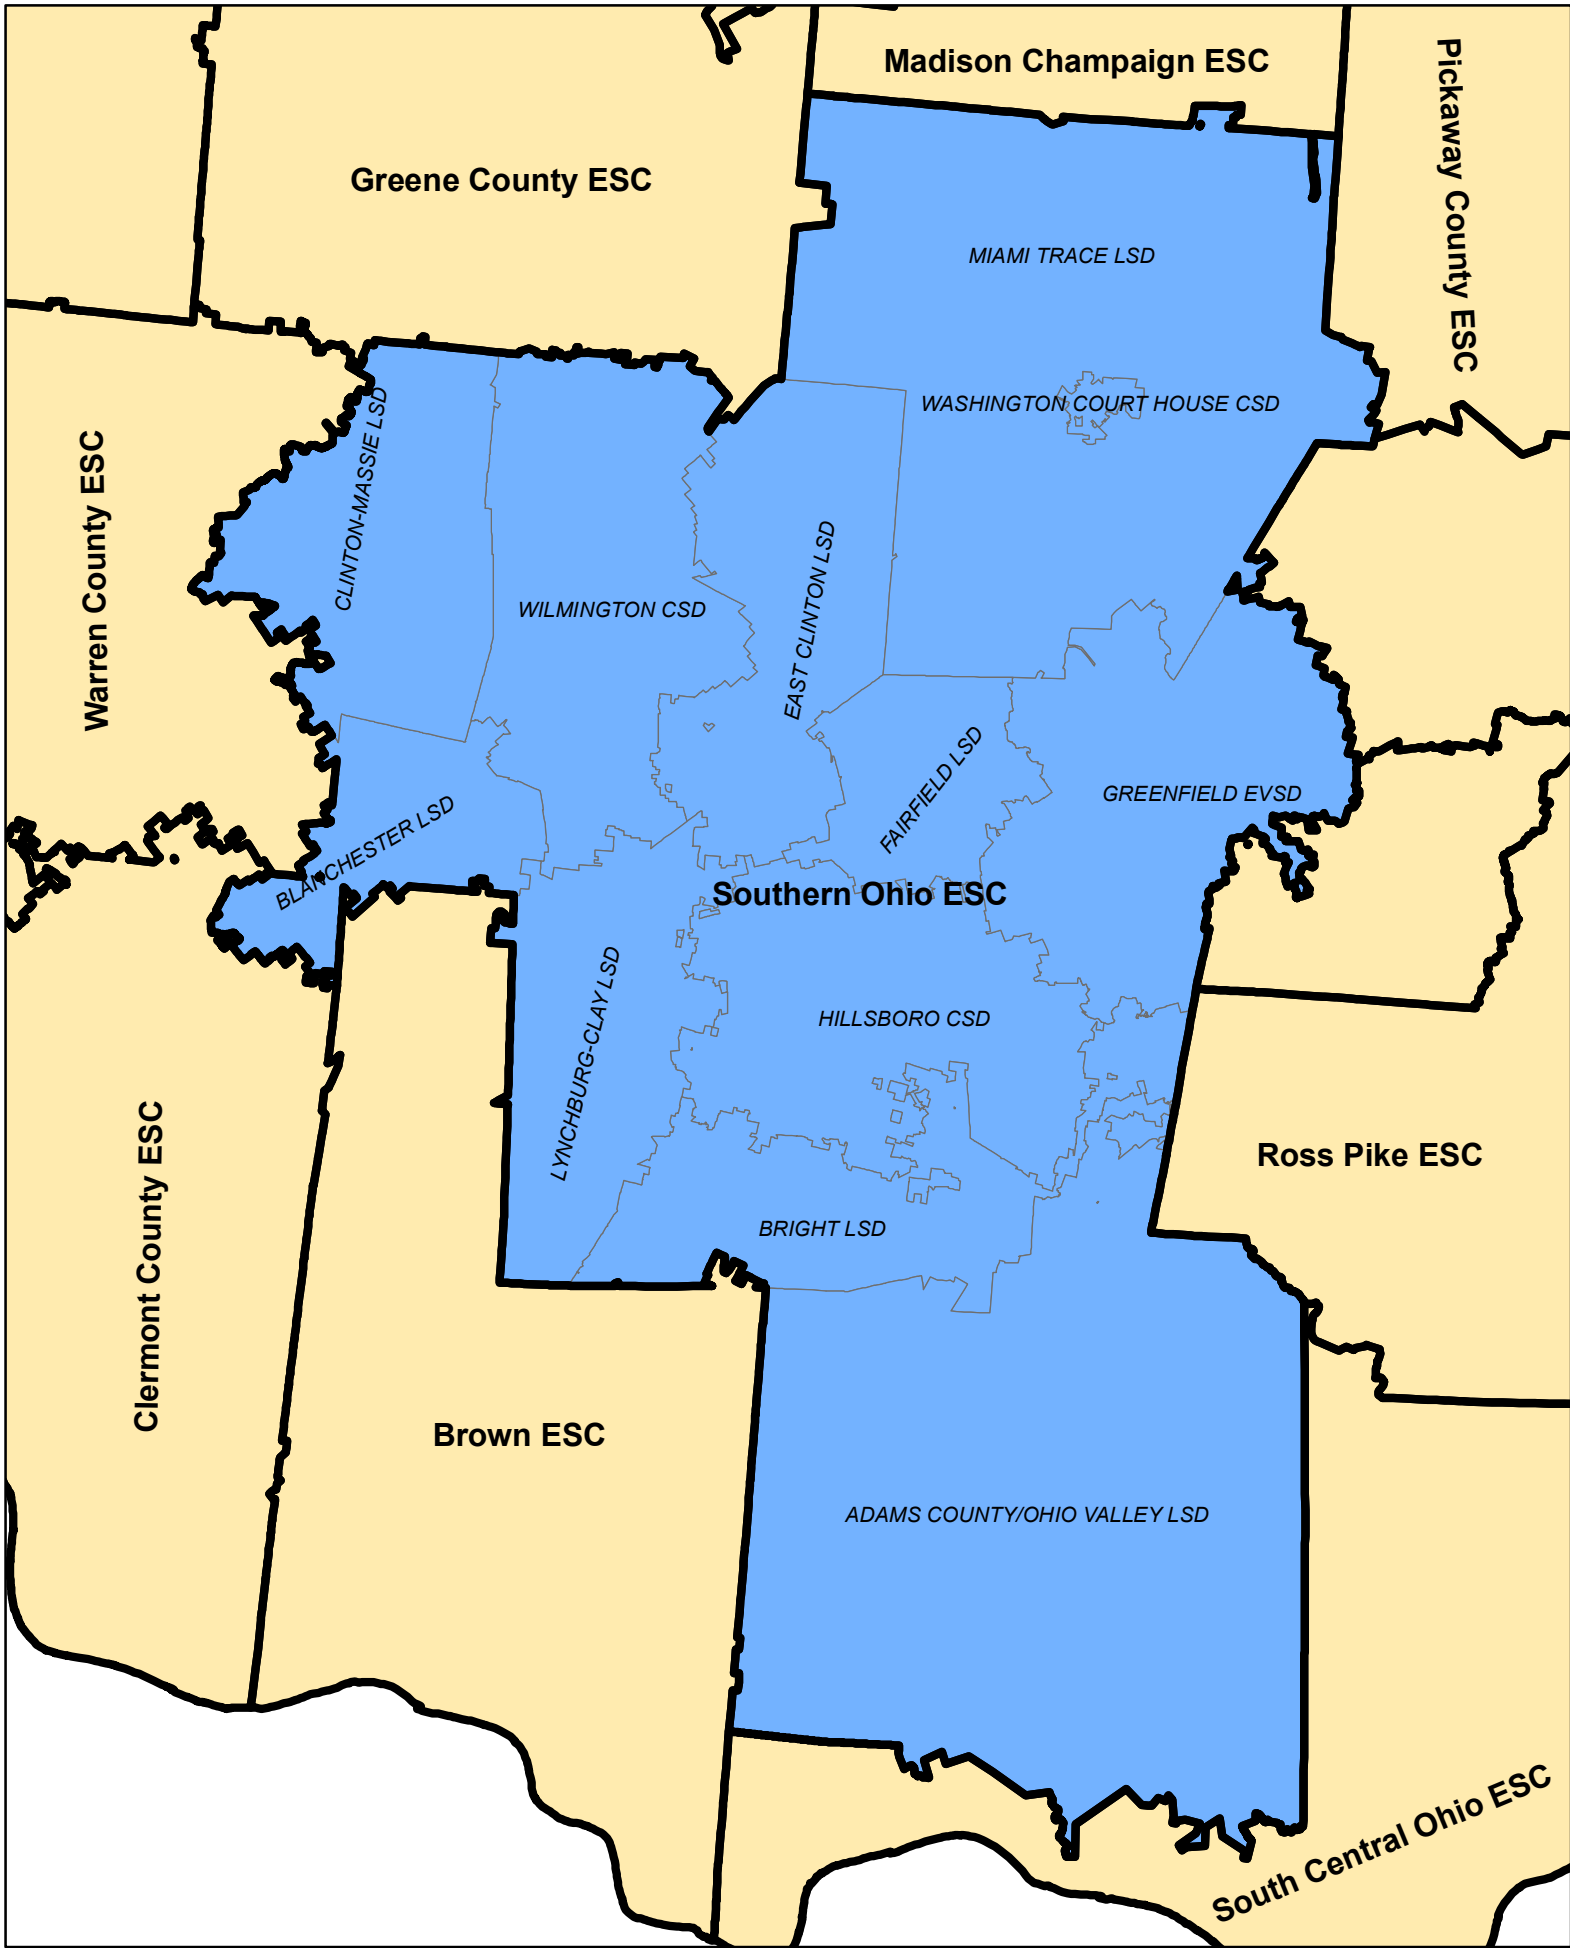 Madison Champaign ESC
Pickaway County ESC
Greene County ESC
MIAMI TRACE LSD
WASHINGTON COURT HOUSE CSD
CLINTON-MASSIE LSD
Warren County ESC
WILMINGTON CSD
EAST CLINTON LSD
FAIRFIELD LSD
GREENFIELD EVSD
BLANCHESTER LSD
Southern Ohio ESC
LYNCHBURG-CLAY LSD
HILLSBORO CSD
Clermont County ESC
Ross Pike ESC
BRIGHT LSD
Brown ESC
ADAMS COUNTY/OHIO VALLEY LSD
South Central Ohio ESC